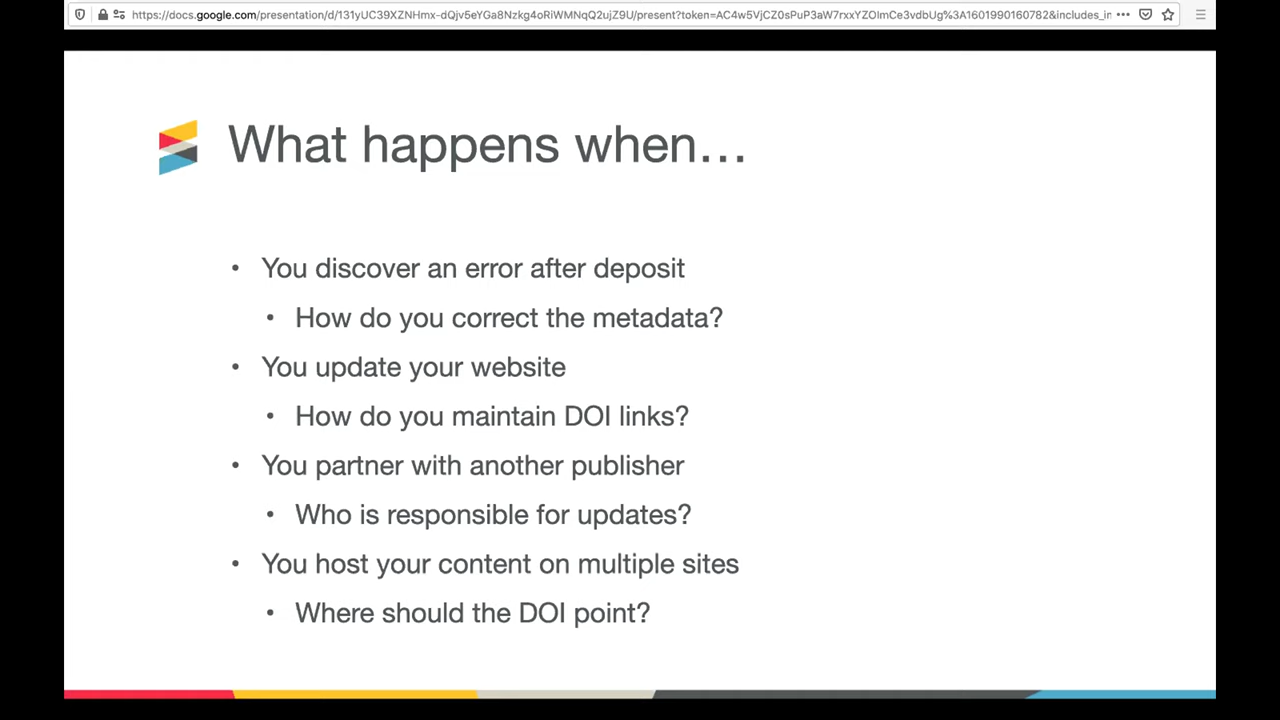 https://docs.google.com/presentation/d/131yUC39XZNHmx-dQjv5eYGa8Nzkg4oRiWMNqQ2ujZ9U/present?token=AC4w5VjCZ0sPuP3aW7rxxYZOlmCe3vdbUg%3A1601990160782&includes_in
What happens when...
• You discover an error after deposit
• How do you correct the metadata?
• You update your website
• How do you maintain DOI links?
• You partner with another publisher
• Who is responsible for updates?
• You host your content on multiple sites
• Where should the DOI point?